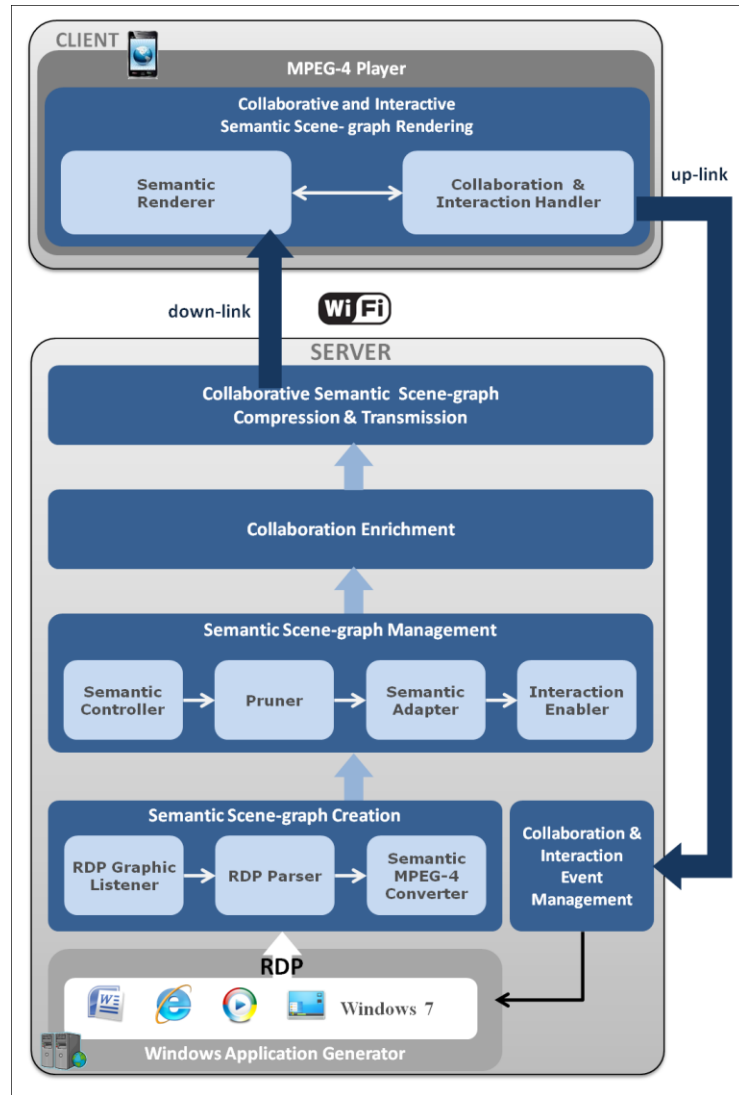 CLIENT
MPEG-4 Player
Collaborative and Interactive
Semantic Scene- graph Rendering
Semantic
Renderer
Collaboration &
Interaction Handler
up-link
down-link
Wi Fi
SERVER
Collaborative Semantic Scene-graph
Compression & Transmission
Collaboration Enrichment
Semantic Scene-graph Management
Semantic
Controller
Pruner
Semantic
Adapter
Interaction
Enabler
Semantic Scene-graph Creation
RDP Graphic
Listener
RDP Parser
Semantic
MPEG-4
Converter
Collaboration &
Interaction
Event
Management
RDP
W
Windows 7
Windows Application Generator